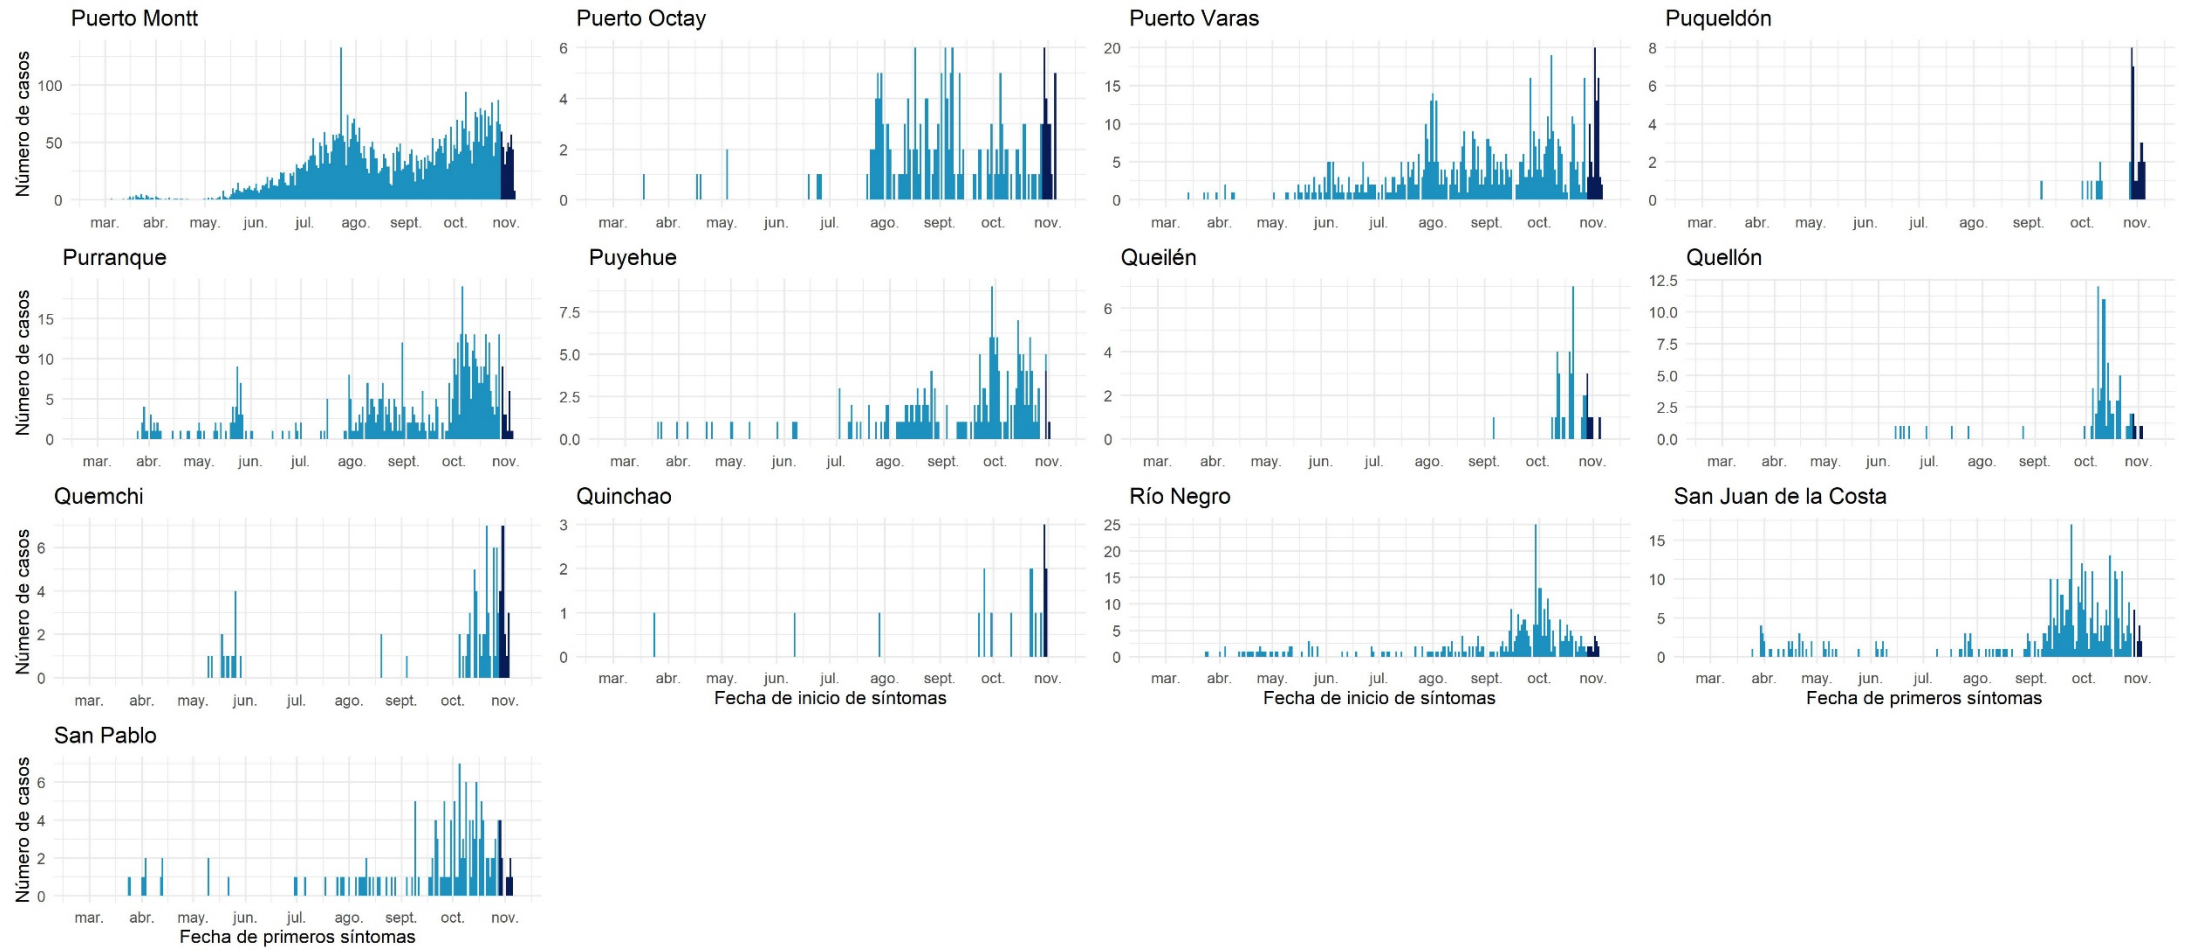 Puerto Montt
Número de casos
100
50
0
mar. abr. may. jun. jul. ago. sept. oct. nov.
Puerto Octay
6
4
2
0
mar. abr. may. jun. jul. ago. sept. oct. nov.
Puerto Varas
20
15
10
5
0
mar. abr. may. jun. jul. ago. sept. oct. nov.
Puqueldón
8
6
4
2
0
mar. abr. may. jun. jul. ago. sept. oct. nov.
Purranque
Número de casos
15
10
5
0
mar. abr. may. jun. jul. ago. sept. oct. nov.
Puyehue
7.5
5.0
2.5
0.0
mar. abr. may. jun. jul. ago. sept. oct. nov.
Queilén
6
4
2
0
mar. abr. may. jun. jul. ago. sept. oct. nov.
Quellón
12.5
10.0
7.5
5.0
2.5
0.0
mar. abr. may. jun. jul. ago. sept. oct. nov.
Quemchi
Número de casos
6
4
2
0
mar. abr. may. jun. jul. ago. sept. oct. nov.
Quinchao
3
2
1
0
mar. abr. may. jun. jul. ago. sept. oct. nov.
Fecha de inicio de síntomas
Río Negro
25
20
15
10
5
0
mar. abr. may. jun. jul. ago. sept. oct. nov.
Fecha de inicio de síntomas
San Juan de la Costa
15
10
5
0
mar. abr. may. jun. jul. ago. sept. oct. nov.
Fecha de primeros síntomas
San Pablo
Número de casos
6
4
2
0
mar. abr. may. jun. jul. ago. sept. oct. nov.
Fecha de primeros síntomas